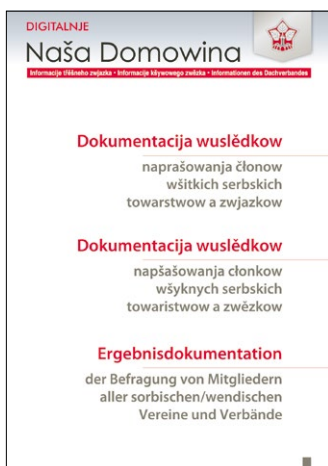 DIGITALNJE
Naša Domowina
Informacije třěšneho zwjazka • Informacije kšywowego zwězka • Informationen des Dachverbandes
Dokumentacija wuslědkow
naprašowanja čłonow
wšitkich serbskich
towarstwow a zwjazkow
Dokumentacija wuslědkow
napšašowanja cłonkow
wšyknych serbskich
towaristwow a zwězkow
Ergebnisdokumentation
der Befragung von Mitgliedern
aller sorbischen/wendischen
Vereine und Verbände